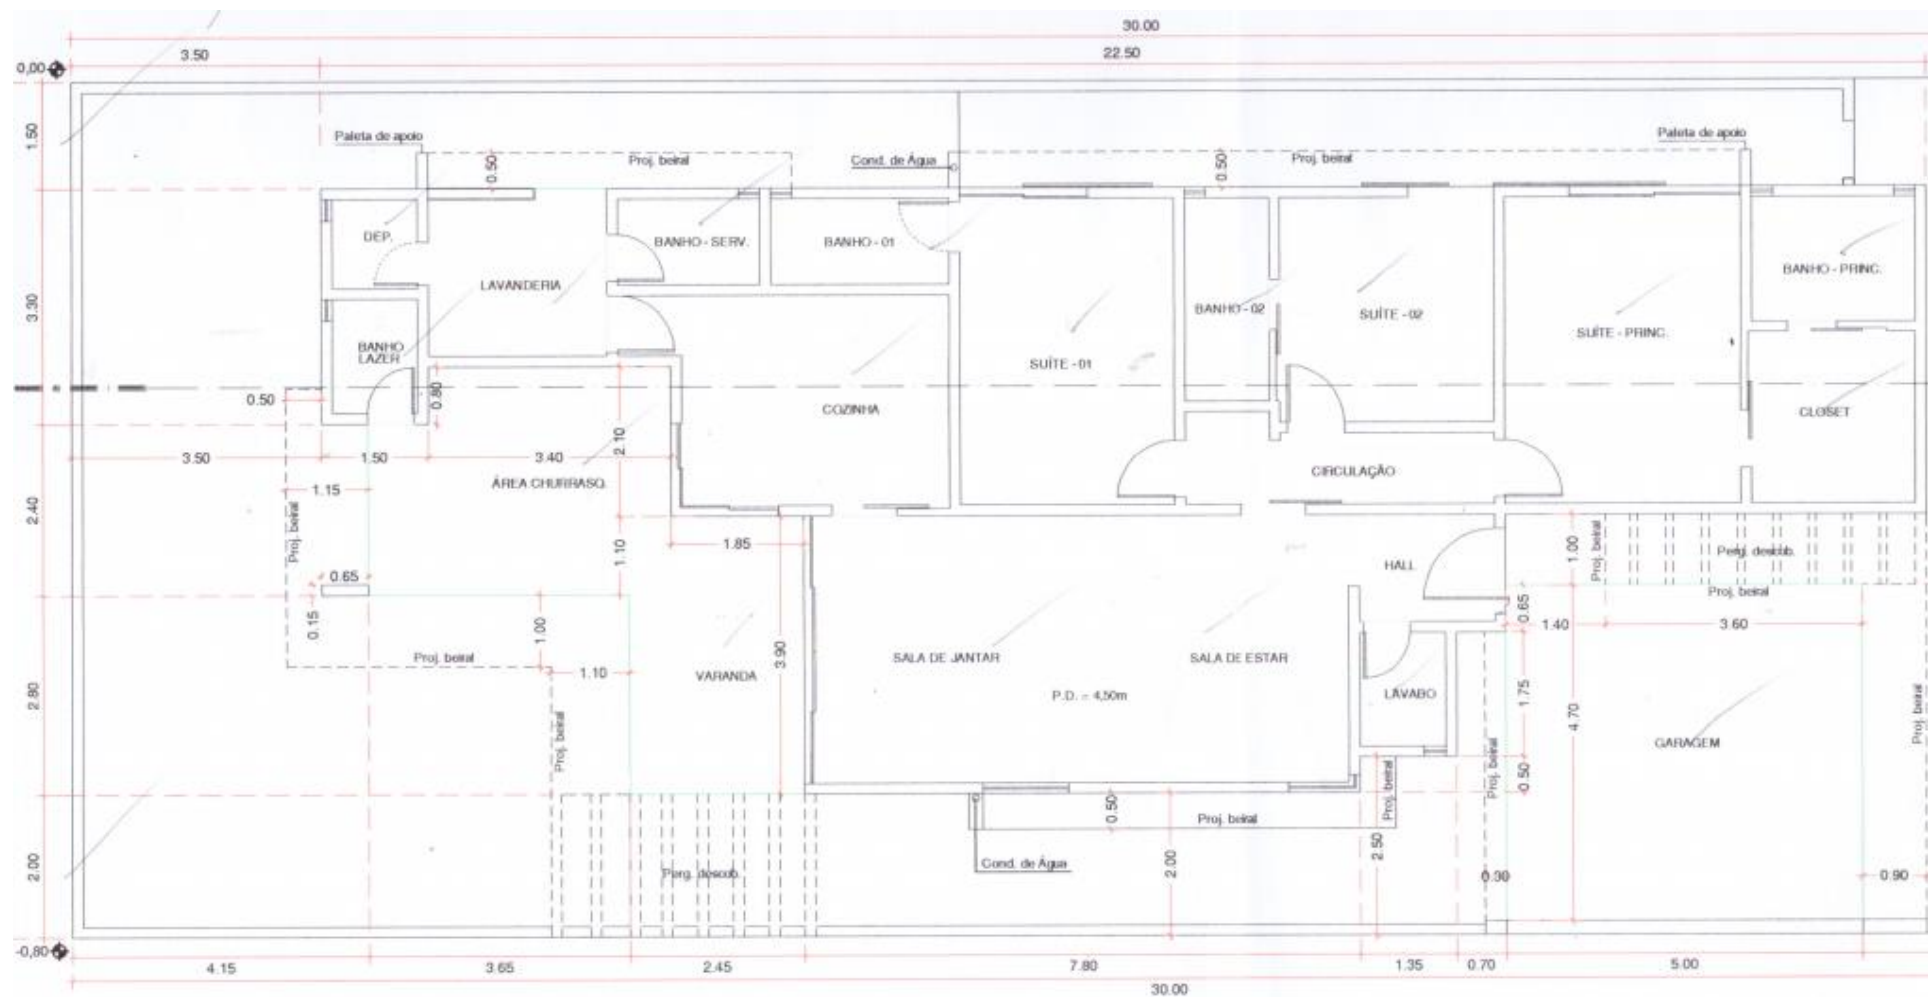 30.00
3.50
22.50
0,00
1.50
Paleta de apoio
0.50
Proj. beiral
Cond. de Água
0.50
Proj. beiral
Paleta de apoio
DEP.
BANHO - SERV.
BANHO - 01
LAVANDERIA
BANHO - PRINC.
3.30
BANHO - 02
SUÍTE - 02
SUÍTE - PRINC.
BANHO
LAZER
SUÍTE - 01
0.50
0.80
COZINHA
CLOSET
3.50
1.50
3.40
2.10
CIRCULAÇÃO
1.15
ÁREA CHURRASQ.
2.40
Proj. beiral
1.85
1.10
Proj. beiral
1.00
Perg. descob.
HALL
0.65
0.15
1.00
Proj. beiral
0.65
1.40
3.60
Proj. beiral
1.10
VARANDA
3.90
SALA DE JANTAR
SALA DE ESTAR
P.D. = 4,50m
LAVABO
2.80
Proj. beiral
1.75
4.70
GARAGEM
Proj. beiral
Proj. beiral
Proj. beiral
0.50
0.50
Proj. beiral
2.00
Perg. descob.
Cond. de Água
2.00
2.50
0.30
0.90
-0,80
4.15
3.65
2.45
7.80
1.35
0.70
5.00
30.00